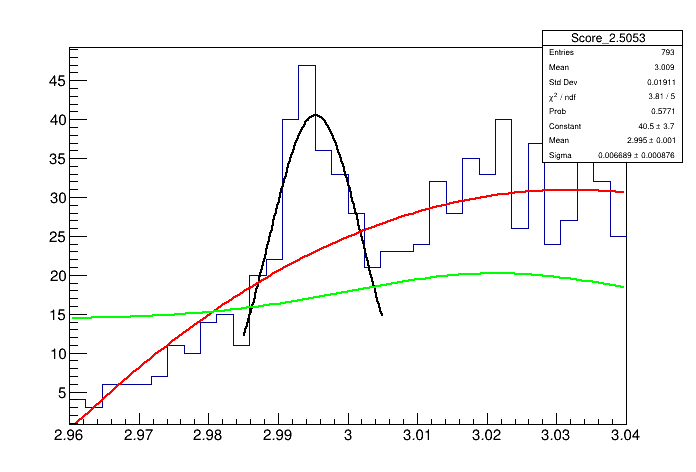 Score_2.5053
Entries 793
Mean 3.009
Std Dev 0.01911
χ² / ndf 3.81 / 5
Prob 0.5771
Constant 40.5 ± 3.7
Mean 2.995 ± 0.001
Sigma 0.006689 ± 0.000876
45
40
35
30
25
20
15
10
5
2.96 2.97 2.98 2.99 3 3.01 3.02 3.03 3.04